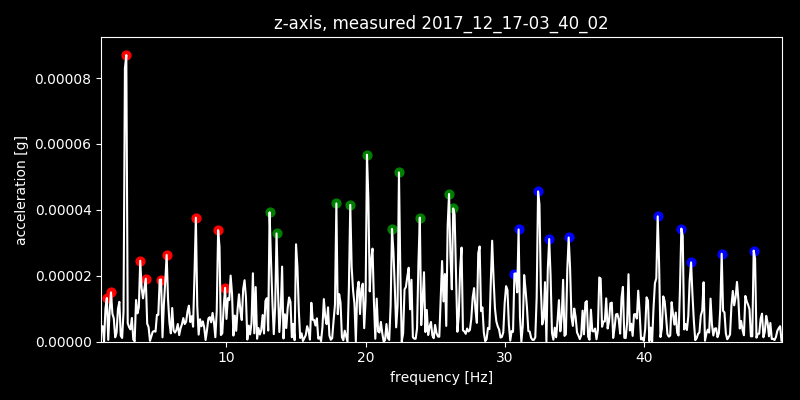 z-axis, measured 2017_12_17-03_40_02
acceleration [g]
0.00008
0.00006
0.00004
0.00002
0.00000
10 20 30 40
frequency [Hz]